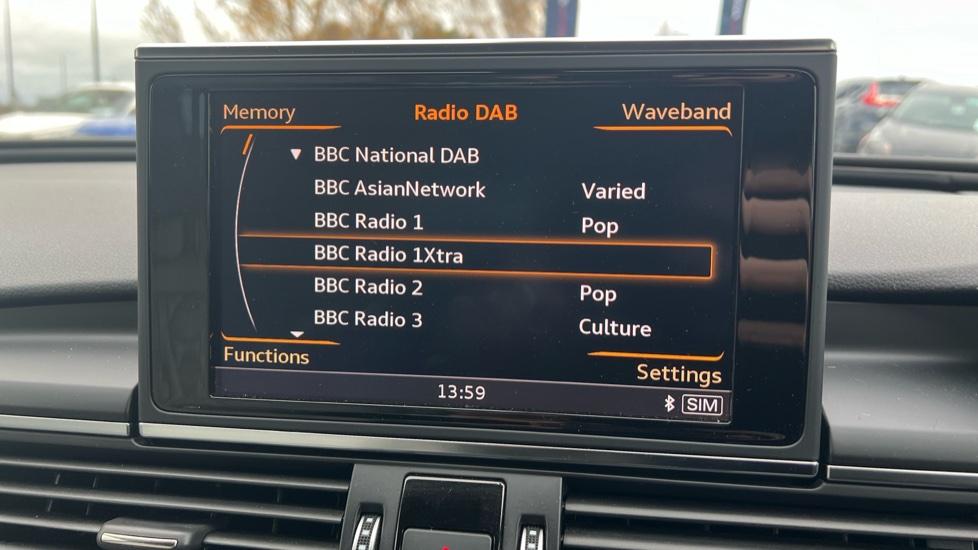 Memory Radio DAB Waveband
BBC National DAB
BBC AsianNetwork Varied
BBC Radio 1 Pop
BBC Radio 1Xtra
BBC Radio 2 Pop
BBC Radio 3 Culture
Functions Settings
13:59 SIM